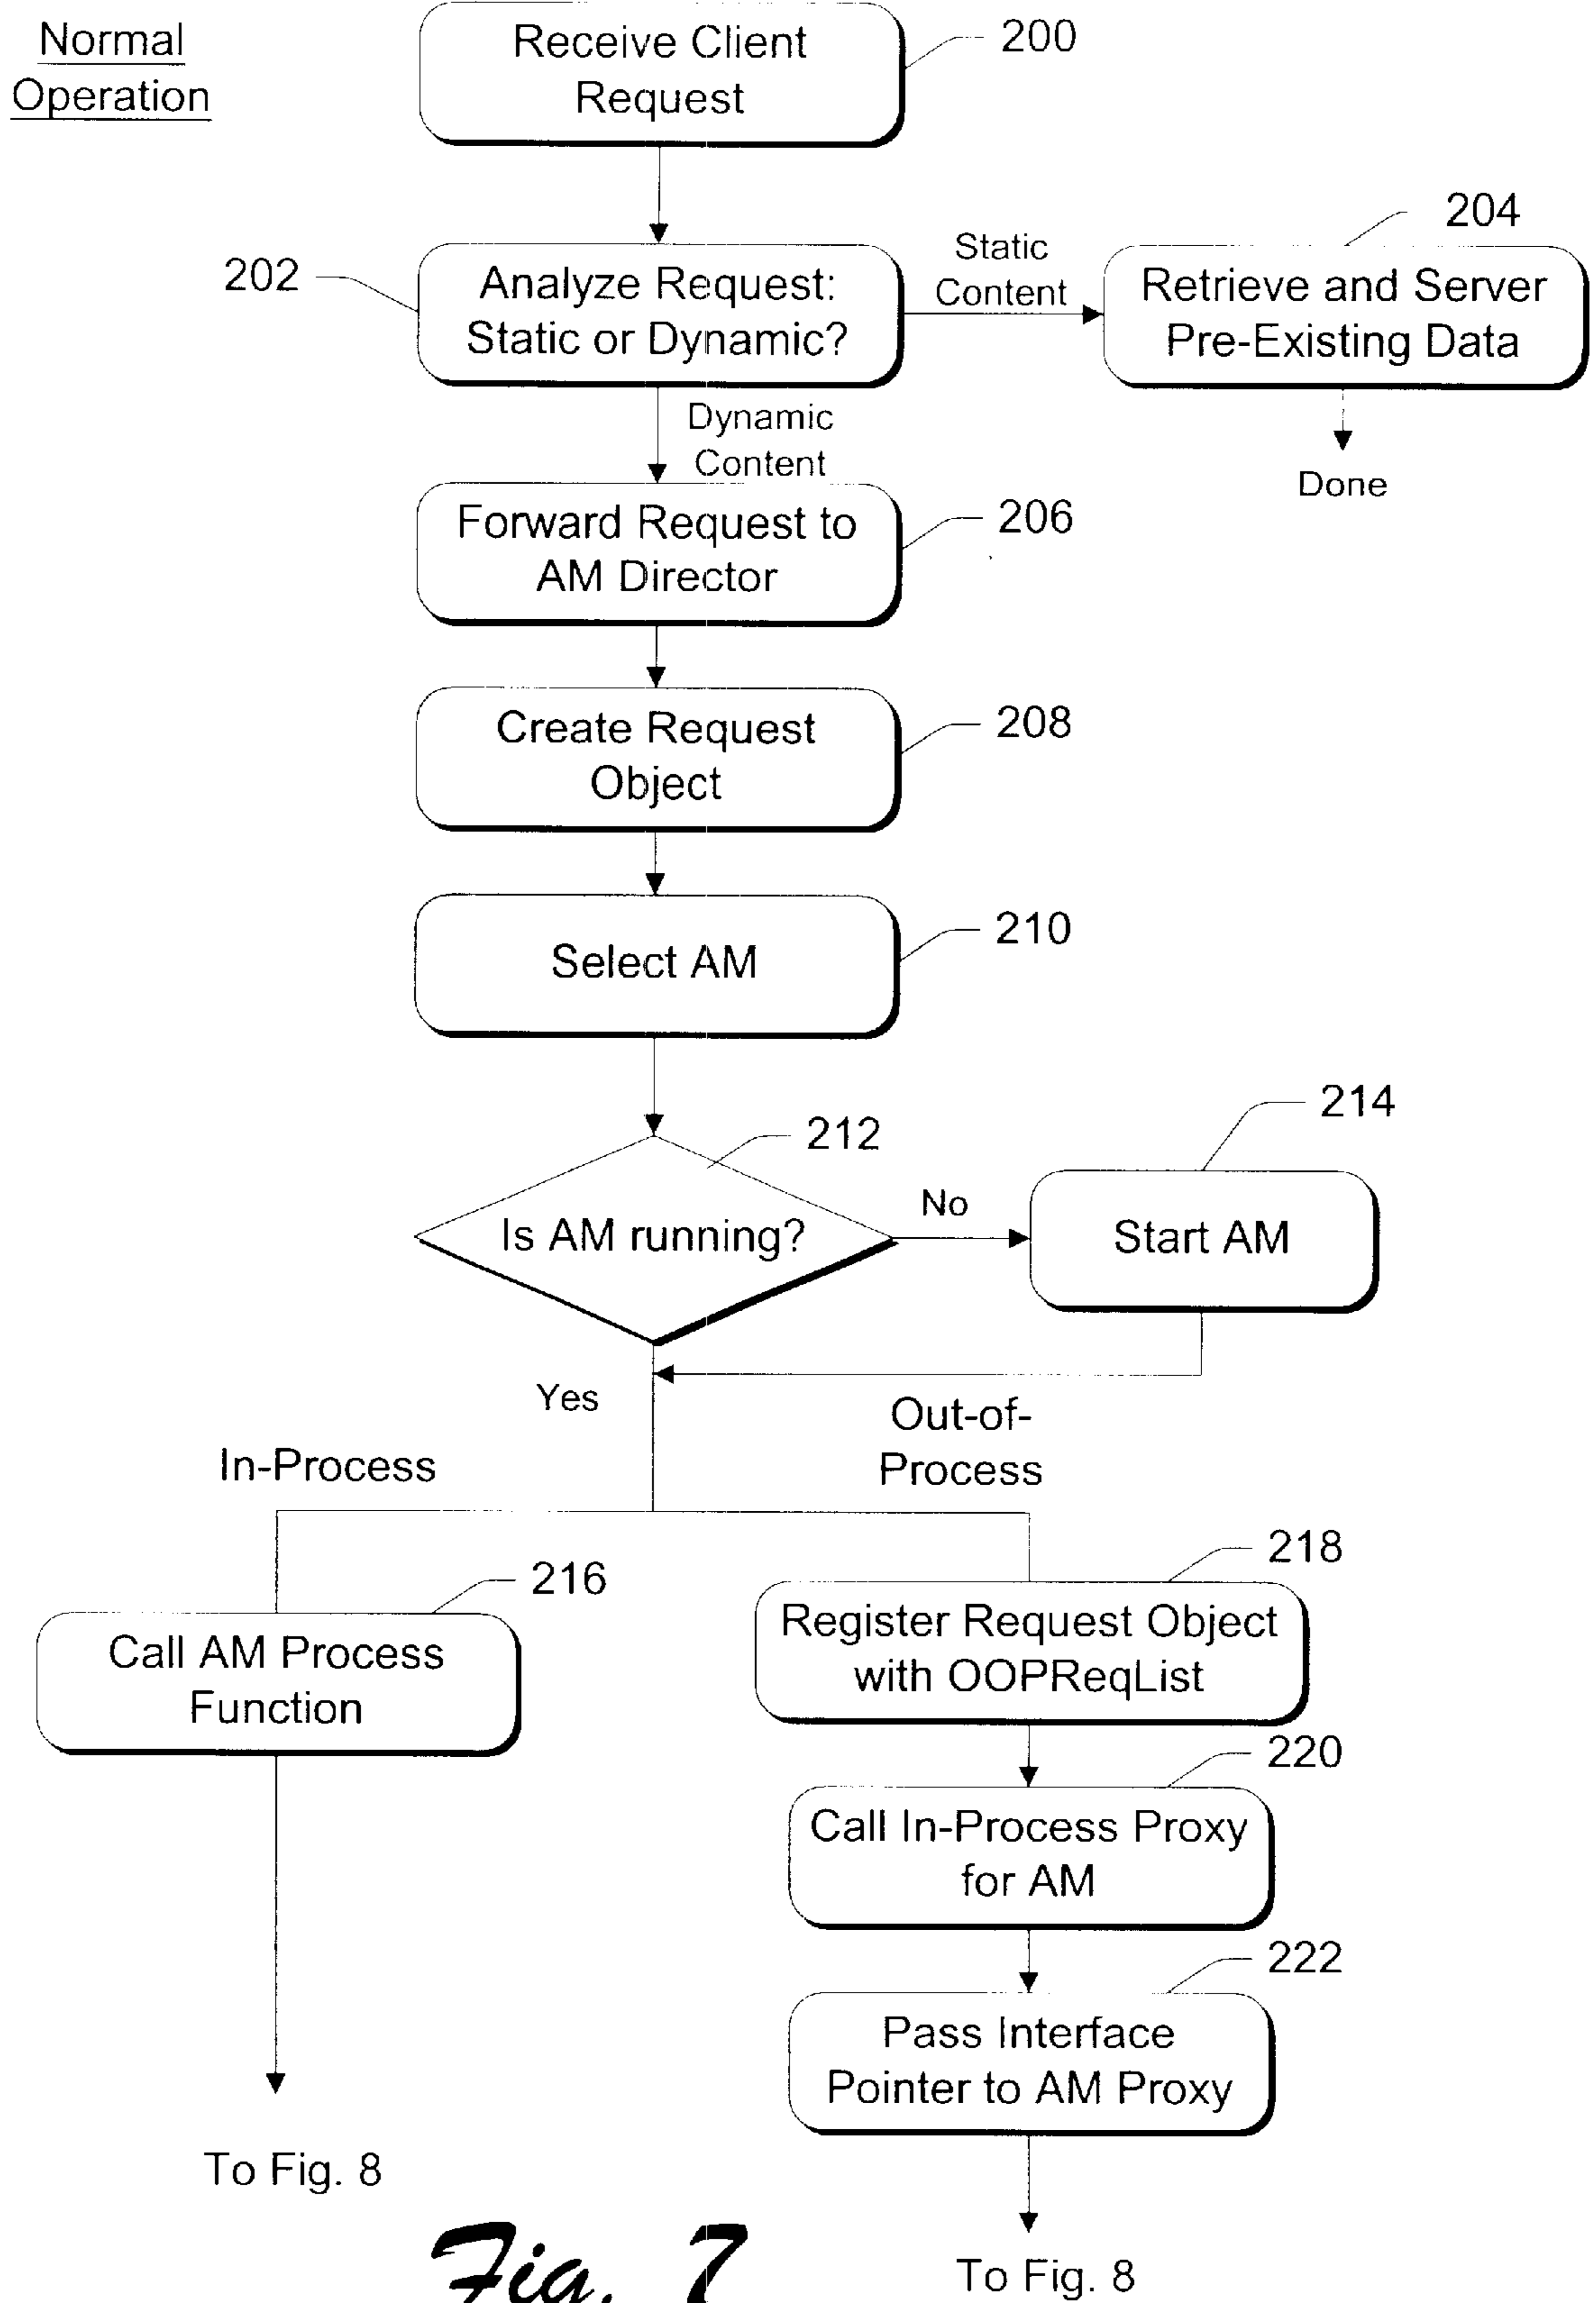 Normal
Operation
Receive Client
Request
200
202
Analyze Request:
Static or Dynamic?
Static
Content
204
Retrieve and Server
Pre-Existing Data
Done
Dynamic
Content
Forward Request to
AM Director
206
Create Request
Object
208
Select AM
210
212
Is AM running?
No
214
Start AM
Yes
In-Process
Out-of-
Process
216
Call AM Process
Function
To Fig. 8
218
Register Request Object
with OOPReqList
220
Call In-Process Proxy
for AM
222
Pass Interface
Pointer to AM Proxy
To Fig. 8
Fig. 7